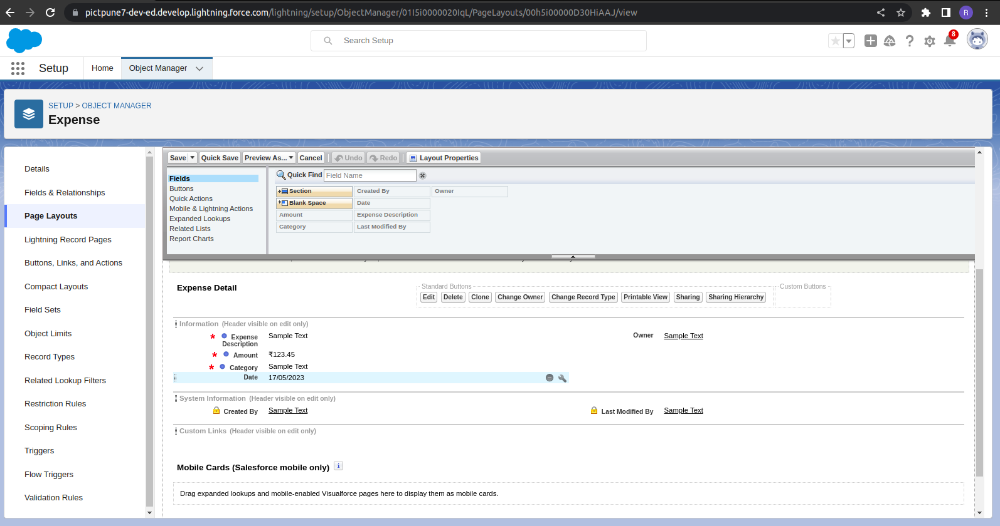 pictpune7-dev-ed.develop.lightning.force.com/lightning/setup/ObjectManager/01I5i0000020IqL/PageLayouts/00h5i00000D30HiAAJ/view
R
Search Setup
8
Setup
Home
Object Manager
SETUP > OBJECT MANAGER
Expense
Details
Fields & Relationships
Page Layouts
Lightning Record Pages
Buttons, Links, and Actions
Compact Layouts
Field Sets
Object Limits
Record Types
Related Lookup Filters
Restriction Rules
Scoping Rules
Triggers
Flow Triggers
Validation Rules
Save Quick Save Preview As... Cancel Undo Redo Layout Properties
Fields
Buttons
Quick Actions
Mobile & Lightning Actions
Expanded Lookups
Related Lists
Report Charts
Quick Find Field Name
Section Created By Owner
Blank Space Date
Amount Expense Description
Category Last Modified By
Expense Detail
Standard Buttons
Edit Delete Clone Change Owner Change Record Type Printable View Sharing Sharing Hierarchy
Custom Buttons
Information (Header visible on edit only)
* Expense Description Sample Text
Owner Sample Text
* Amount ₹123.45
* Category Sample Text
Date 17/05/2023
System Information (Header visible on edit only)
Created By Sample Text
Last Modified By Sample Text
Custom Links (Header visible on edit only)
Mobile Cards (Salesforce mobile only) i
Drag expanded lookups and mobile-enabled Visualforce pages here to display them as mobile cards.